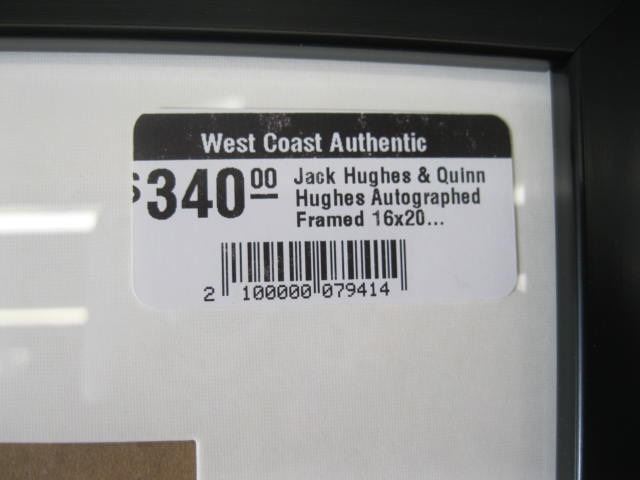 West Coast Authentic
$340.00
Jack Hughes & Quinn
Hughes Autographed
Framed 16x20...
2 100000 079414